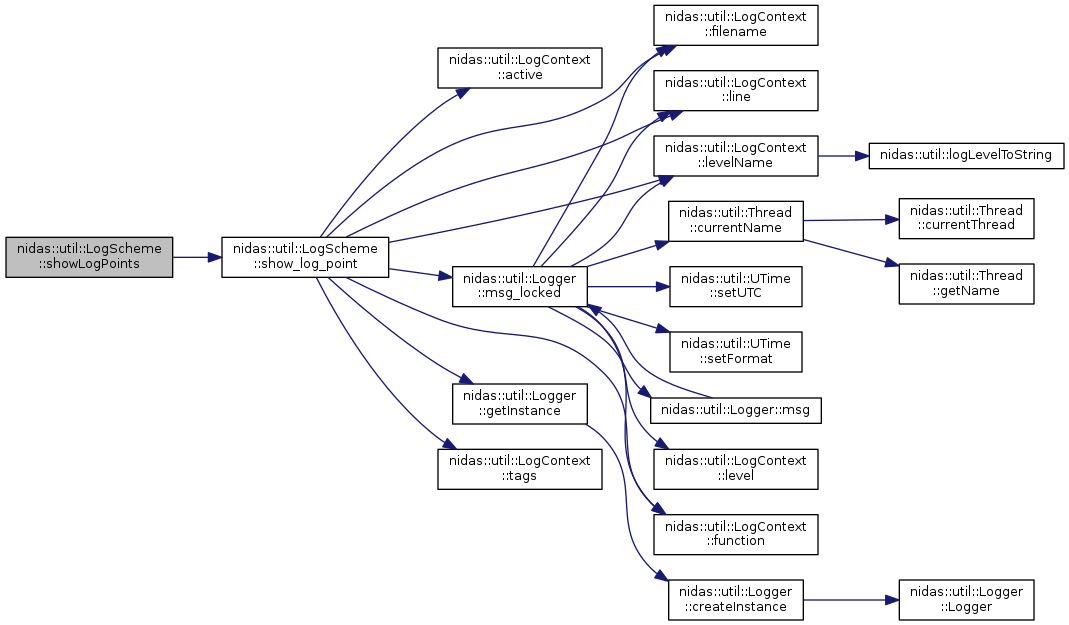 nidas::util::LogScheme
::showLogPoints
nidas::util::LogScheme
::show_log_point
nidas::util::LogContext
::active
nidas::util::Logger
::msg_locked
nidas::util::Logger
::getInstance
nidas::util::LogContext
::tags
nidas::util::LogContext
::filename
nidas::util::LogContext
::line
nidas::util::LogContext
::levelName
nidas::util::Thread
::currentName
nidas::util::UTime
::setUTC
nidas::util::UTime
::setFormat
nidas::util::Logger::msg
nidas::util::LogContext
::level
nidas::util::LogContext
::function
nidas::util::Logger
::createInstance
nidas::util::logLevelToString
nidas::util::Thread
::currentThread
nidas::util::Thread
::getName
nidas::util::Logger
::Logger